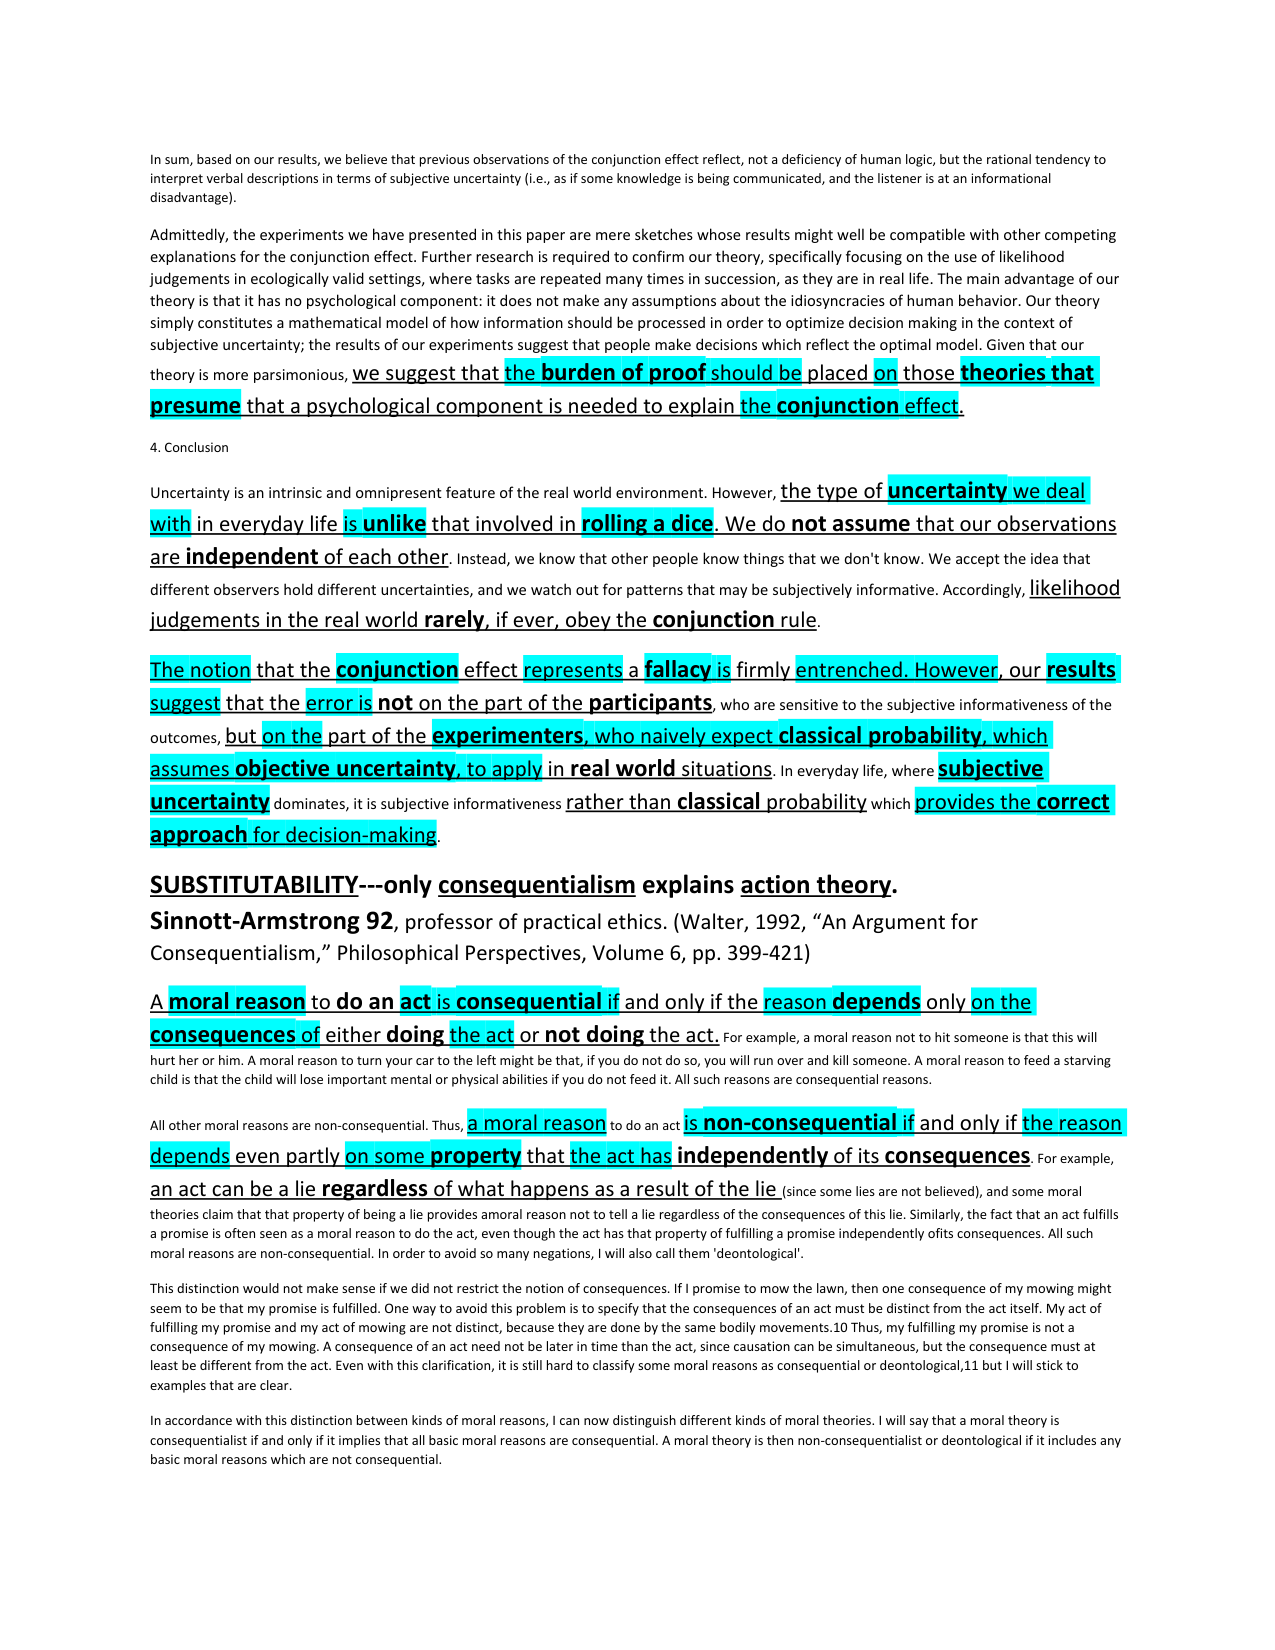 In sum, based on our results, we believe that previous observations of the conjunction effect reflect, not a deficiency of human logic, but the rational tendency to
interpret verbal descriptions in terms of subjective uncertainty (i.e., as if some knowledge is being communicated, and the listener is at an informational
disadvantage).
Admittedly, the experiments we have presented in this paper are mere sketches whose results might well be compatible with other competing
explanations for the conjunction effect. Further research is required to confirm our theory, specifically focusing on the use of likelihood
judgements in ecologically valid settings, where tasks are repeated many times in succession, as they are in real life. The main advantage of our
theory is that it has no psychological component: it does not make any assumptions about the idiosyncracies of human behavior. Our theory
simply constitutes a mathematical model of how information should be processed in order to optimize decision making in the context of
subjective uncertainty; the results of our experiments suggest that people make decisions which reflect the optimal model. Given that our
theory is more parsimonious, we suggest that the burden of proof should be placed on those theories that
presume that a psychological component is needed to explain the conjunction effect.
4. Conclusion
Uncertainty is an intrinsic and omnipresent feature of the real world environment. However, the type of uncertainty we deal
with in everyday life is unlike that involved in rolling a dice. We do not assume that our observations
are independent of each other. Instead, we know that other people know things that we don't know. We accept the idea that
different observers hold different uncertainties, and we watch out for patterns that may be subjectively informative. Accordingly, likelihood
judgements in the real world rarely, if ever, obey the conjunction rule.
The notion that the conjunction effect represents a fallacy is firmly entrenched. However, our results
suggest that the error is not on the part of the participants, who are sensitive to the subjective informativeness of the
outcomes, but on the part of the experimenters, who naively expect classical probability, which
assumes objective uncertainty, to apply in real world situations. In everyday life, where subjective
uncertainty dominates, it is subjective informativeness rather than classical probability which provides the correct
approach for decision-making.
SUBSTITUTABILITY---only consequentialism explains action theory.
Sinnott-Armstrong 92, professor of practical ethics. (Walter, 1992, “An Argument for
Consequentialism,” Philosophical Perspectives, Volume 6, pp. 399-421)
A moral reason to do an act is consequential if and only if the reason depends only on the
consequences of either doing the act or not doing the act. For example, a moral reason not to hit someone is that this will
hurt her or him. A moral reason to turn your car to the left might be that, if you do not do so, you will run over and kill someone. A moral reason to feed a starving
child is that the child will lose important mental or physical abilities if you do not feed it. All such reasons are consequential reasons.
All other moral reasons are non-consequential. Thus, a moral reason to do an act is non-consequential if and only if the reason
depends even partly on some property that the act has independently of its consequences. For example,
an act can be a lie regardless of what happens as a result of the lie (since some lies are not believed), and some moral
theories claim that that property of being a lie provides amoral reason not to tell a lie regardless of the consequences of this lie. Similarly, the fact that an act fulfills
a promise is often seen as a moral reason to do the act, even though the act has that property of fulfilling a promise independently ofits consequences. All such
moral reasons are non-consequential. In order to avoid so many negations, I will also call them 'deontological'.
This distinction would not make sense if we did not restrict the notion of consequences. If I promise to mow the lawn, then one consequence of my mowing might
seem to be that my promise is fulfilled. One way to avoid this problem is to specify that the consequences of an act must be distinct from the act itself. My act of
fulfilling my promise and my act of mowing are not distinct, because they are done by the same bodily movements.10 Thus, my fulfilling my promise is not a
consequence of my mowing. A consequence of an act need not be later in time than the act, since causation can be simultaneous, but the consequence must at
least be different from the act. Even with this clarification, it is still hard to classify some moral reasons as consequential or deontological,11 but I will stick to
examples that are clear.
In accordance with this distinction between kinds of moral reasons, I can now distinguish different kinds of moral theories. I will say that a moral theory is
consequentialist if and only if it implies that all basic moral reasons are consequential. A moral theory is then non-consequentialist or deontological if it includes any
basic moral reasons which are not consequential.